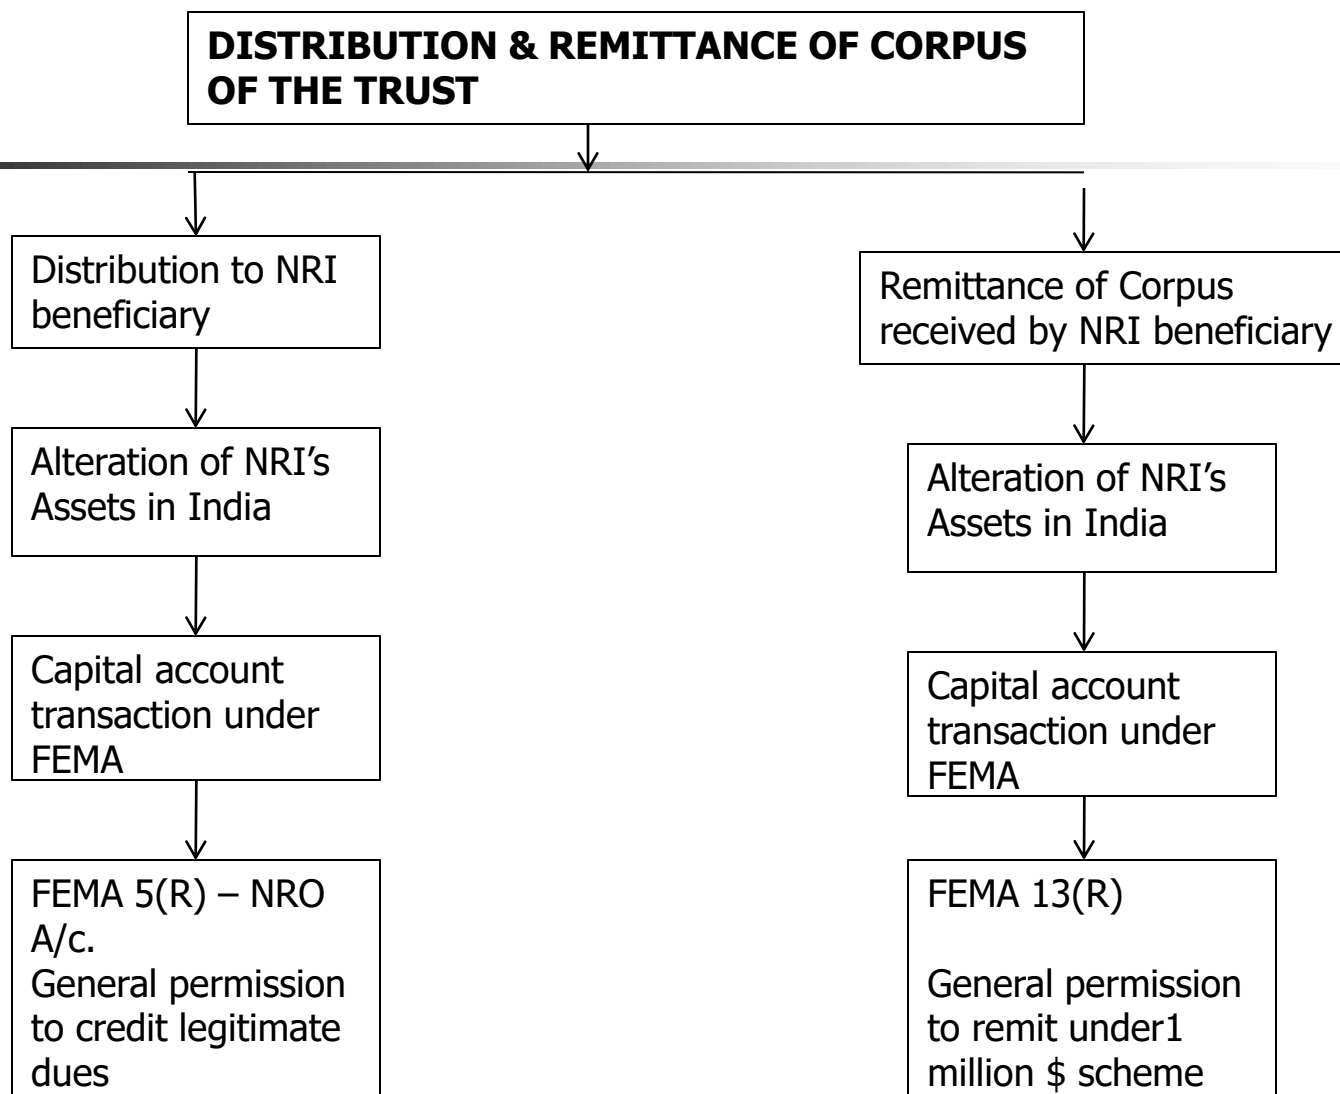 DISTRIBUTION & REMITTANCE OF CORPUS
OF THE TRUST
Distribution to NRI
beneficiary
Alteration of NRI’s
Assets in India
Capital account
transaction under
FEMA
FEMA 5(R) – NRO
A/c.
General permission
to credit legitimate
dues
Remittance of Corpus
received by NRI beneficiary
Alteration of NRI’s
Assets in India
Capital account
transaction under
FEMA
FEMA 13(R)
General permission
to remit under1
million $ scheme